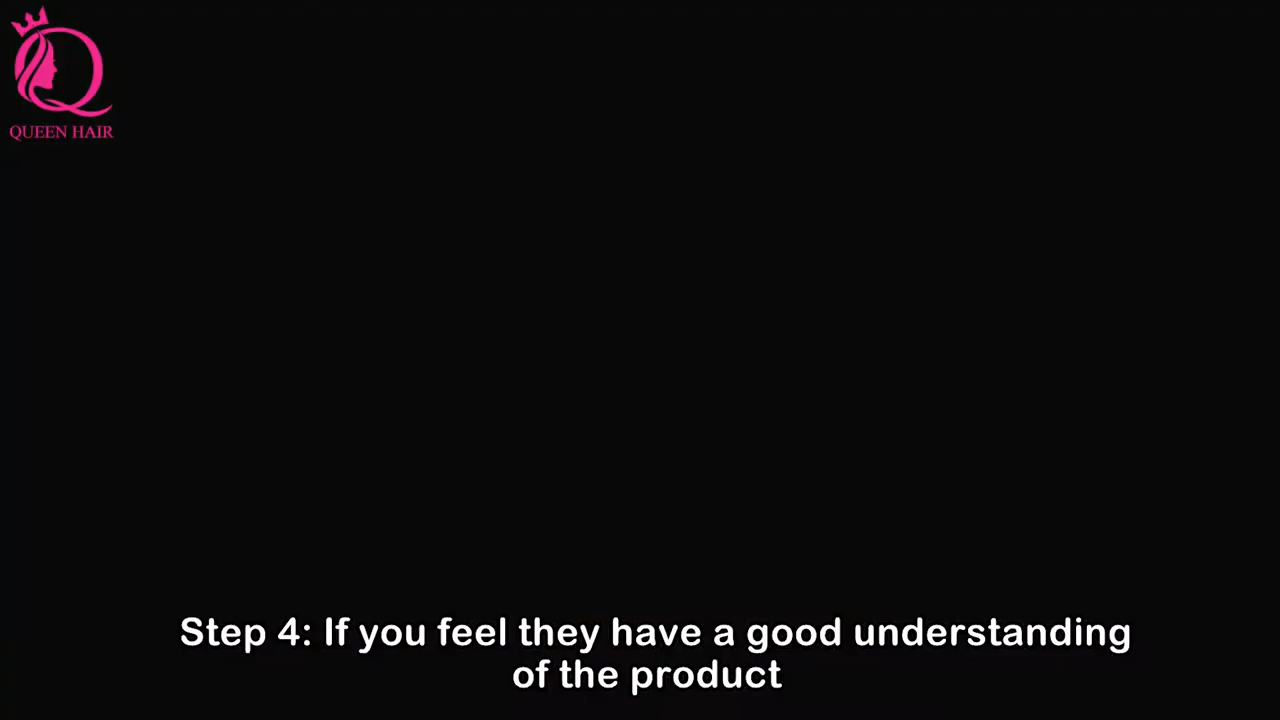 QUEEN HAIR
Step 4: If you feel they have a good understanding
of the product